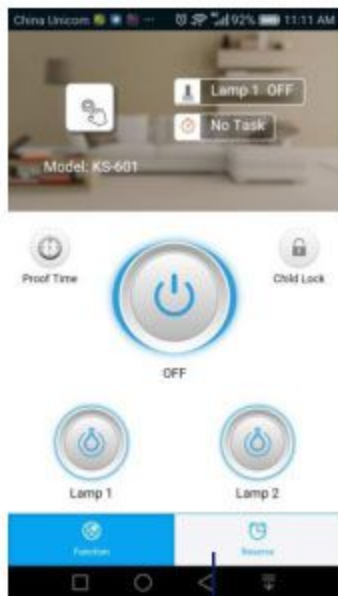 China Unicom ... 92% 11:11 AM
Lamp 1 OFF
No Task
Model: KS-601
Proof Time
Child Lock
OFF
Lamp 1
Lamp 2
Function
Reserve